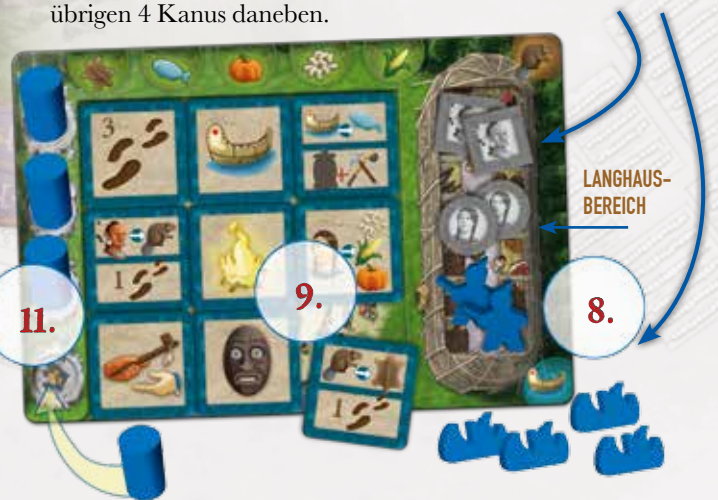 übrigen 4 Kanus daneben.
3
LANGHAUS-
BEREICH
1
9.
8.
11.
1